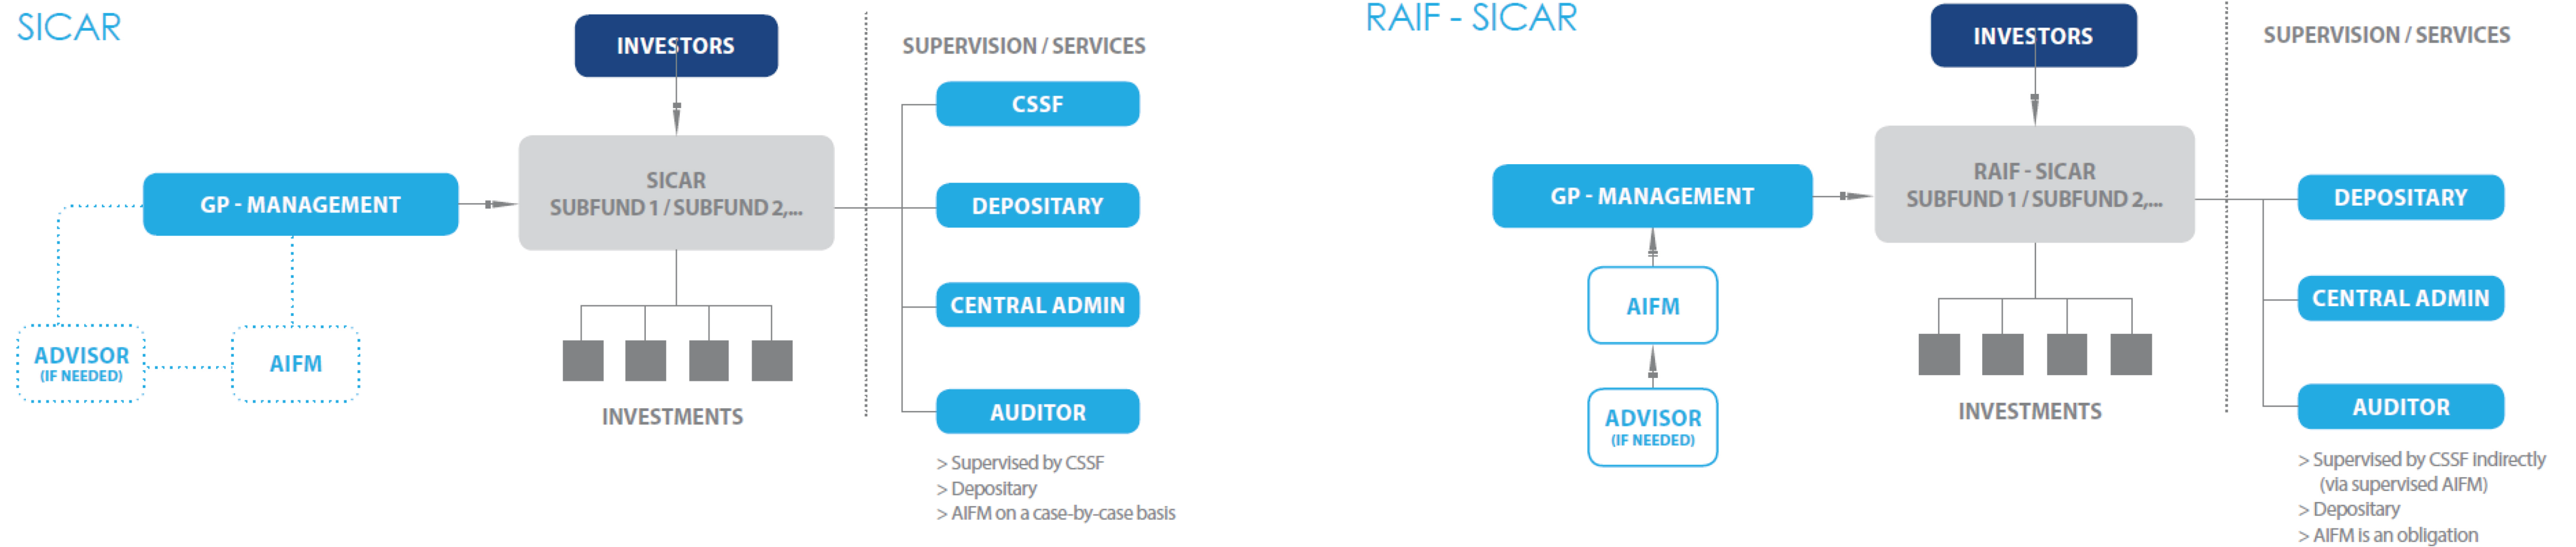 SICAR
INVESTORS
SUPERVISION / SERVICES
CSSF
GP - MANAGEMENT
SICAR
SUBFUND 1 / SUBFUND 2,...
DEPOSITARY
CENTRAL ADMIN
ADVISOR
(IF NEEDED)
AIFM
INVESTMENTS
AUDITOR
> Supervised by CSSF
> Depositary
> AIFM on a case-by-case basis
RAIF - SICAR
INVESTORS
SUPERVISION / SERVICES
GP - MANAGEMENT
RAIF - SICAR
SUBFUND 1 / SUBFUND 2,...
DEPOSITARY
AIFM
CENTRAL ADMIN
ADVISOR
(IF NEEDED)
INVESTMENTS
AUDITOR
> Supervised by CSSF indirectly
(via supervised AIFM)
> Depositary
> AIFM is an obligation